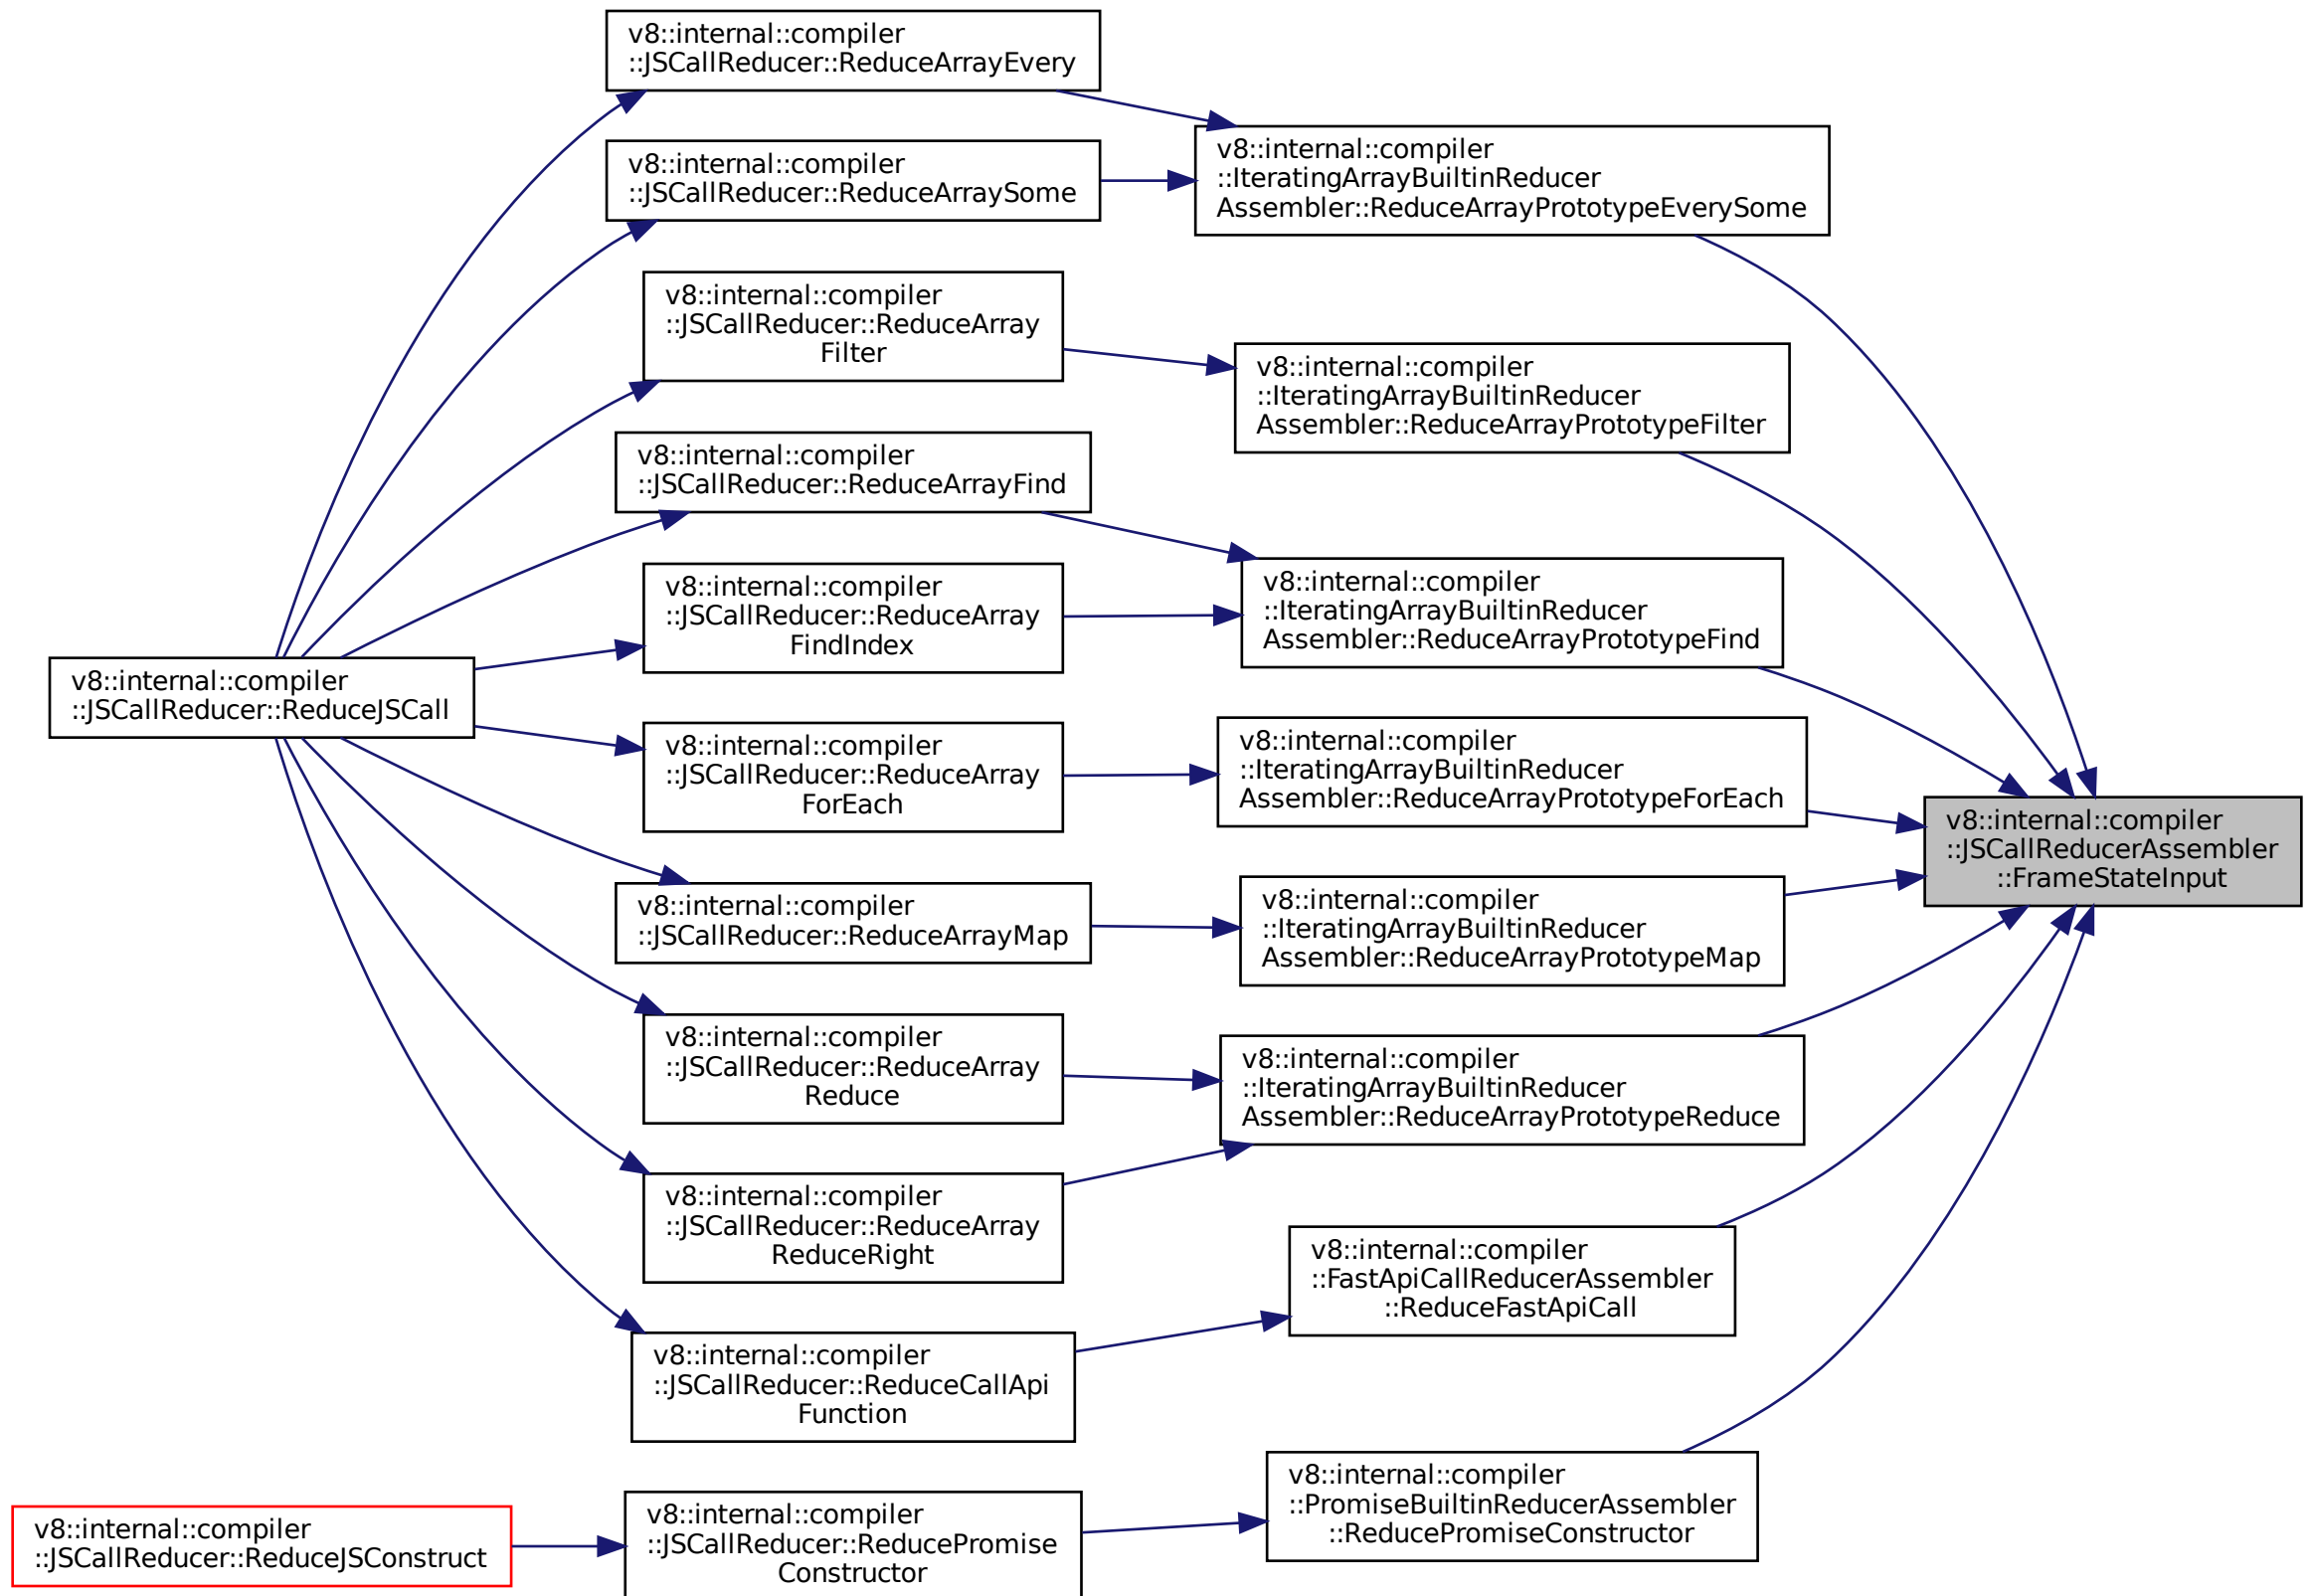 v8::internal::compiler
::JSCallReducer::ReduceArrayEvery
v8::internal::compiler
::IteratingArrayBuiltinReducer
Assembler::ReduceArrayPrototypeEverySome
v8::internal::compiler
::JSCallReducer::ReduceArraySome
v8::internal::compiler
::JSCallReducer::ReduceArray
Filter
v8::internal::compiler
::IteratingArrayBuiltinReducer
Assembler::ReduceArrayPrototypeFilter
v8::internal::compiler
::JSCallReducer::ReduceArrayFind
v8::internal::compiler
::JSCallReducer::ReduceArray
FindIndex
v8::internal::compiler
::IteratingArrayBuiltinReducer
Assembler::ReduceArrayPrototypeFind
v8::internal::compiler
::JSCallReducer::ReduceJSCall
v8::internal::compiler
::JSCallReducer::ReduceArray
ForEach
v8::internal::compiler
::IteratingArrayBuiltinReducer
Assembler::ReduceArrayPrototypeForEach
v8::internal::compiler
::JSCallReducerAssembler
::FrameStateInput
v8::internal::compiler
::JSCallReducer::ReduceArrayMap
v8::internal::compiler
::IteratingArrayBuiltinReducer
Assembler::ReduceArrayPrototypeMap
v8::internal::compiler
::JSCallReducer::ReduceArray
Reduce
v8::internal::compiler
::IteratingArrayBuiltinReducer
Assembler::ReduceArrayPrototypeReduce
v8::internal::compiler
::JSCallReducer::ReduceArray
ReduceRight
v8::internal::compiler
::FastApiCallReducerAssembler
::ReduceFastApiCall
v8::internal::compiler
::JSCallReducer::ReduceCallApi
Function
v8::internal::compiler
::PromiseBuiltinReducerAssembler
::ReducePromiseConstructor
v8::internal::compiler
::JSCallReducer::ReduceJSConstruct
v8::internal::compiler
::JSCallReducer::ReducePromise
Constructor